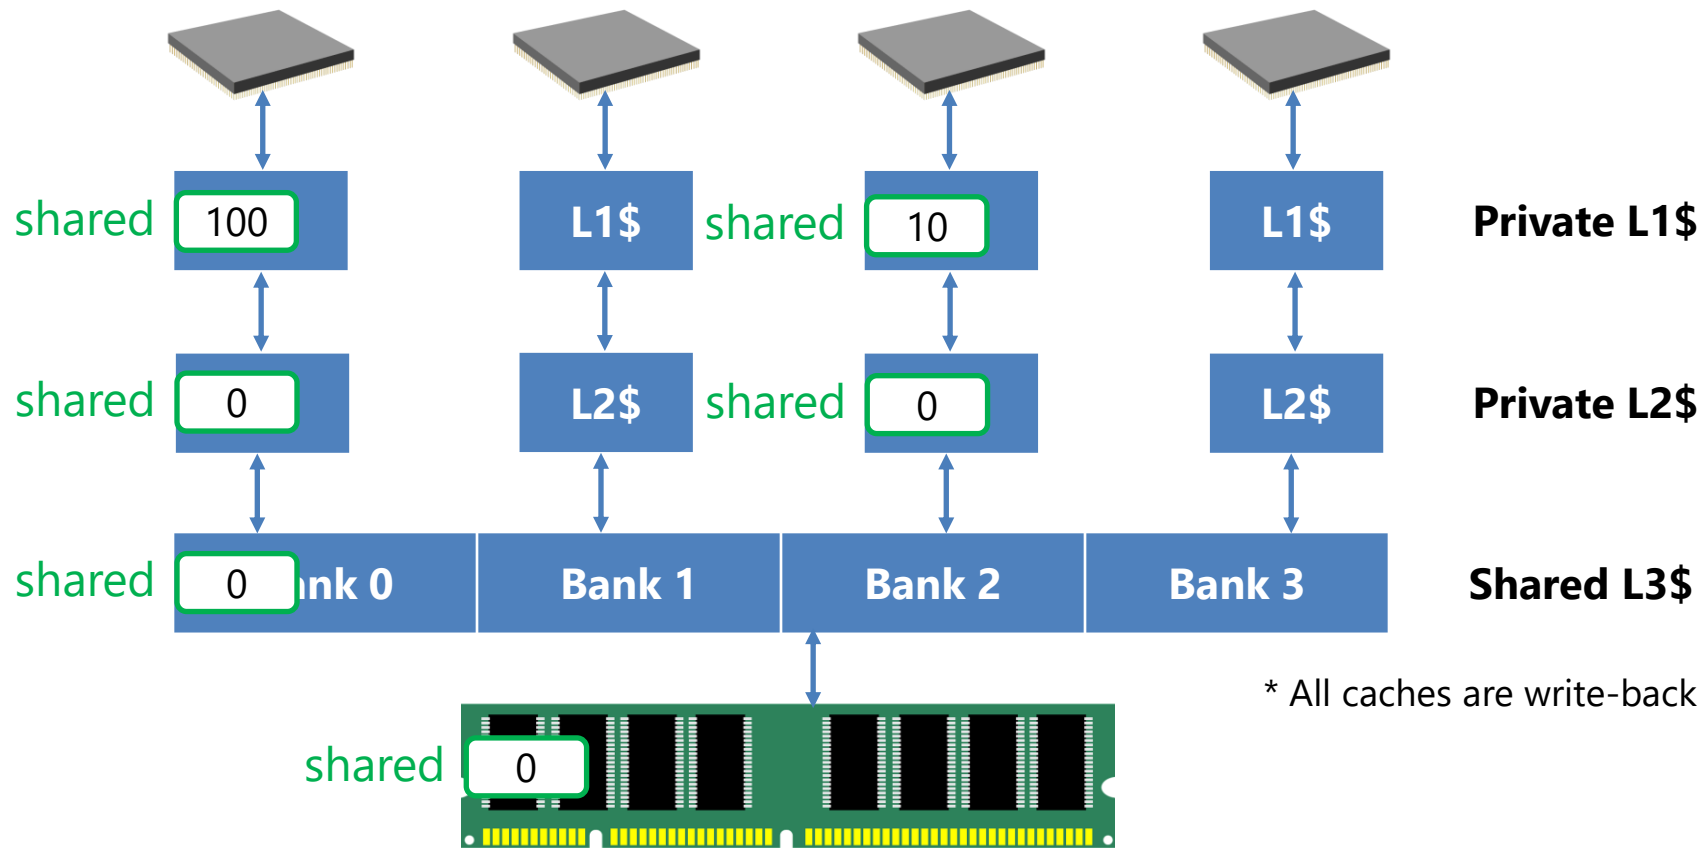 shared 100 L1$ shared 10 L1$ Private L1$
shared 0 L2$ shared 0 L2$ Private L2$
shared 0 ank 0 Bank 1 Bank 2 Bank 3 Shared L3$
* All caches are write-back
shared 0